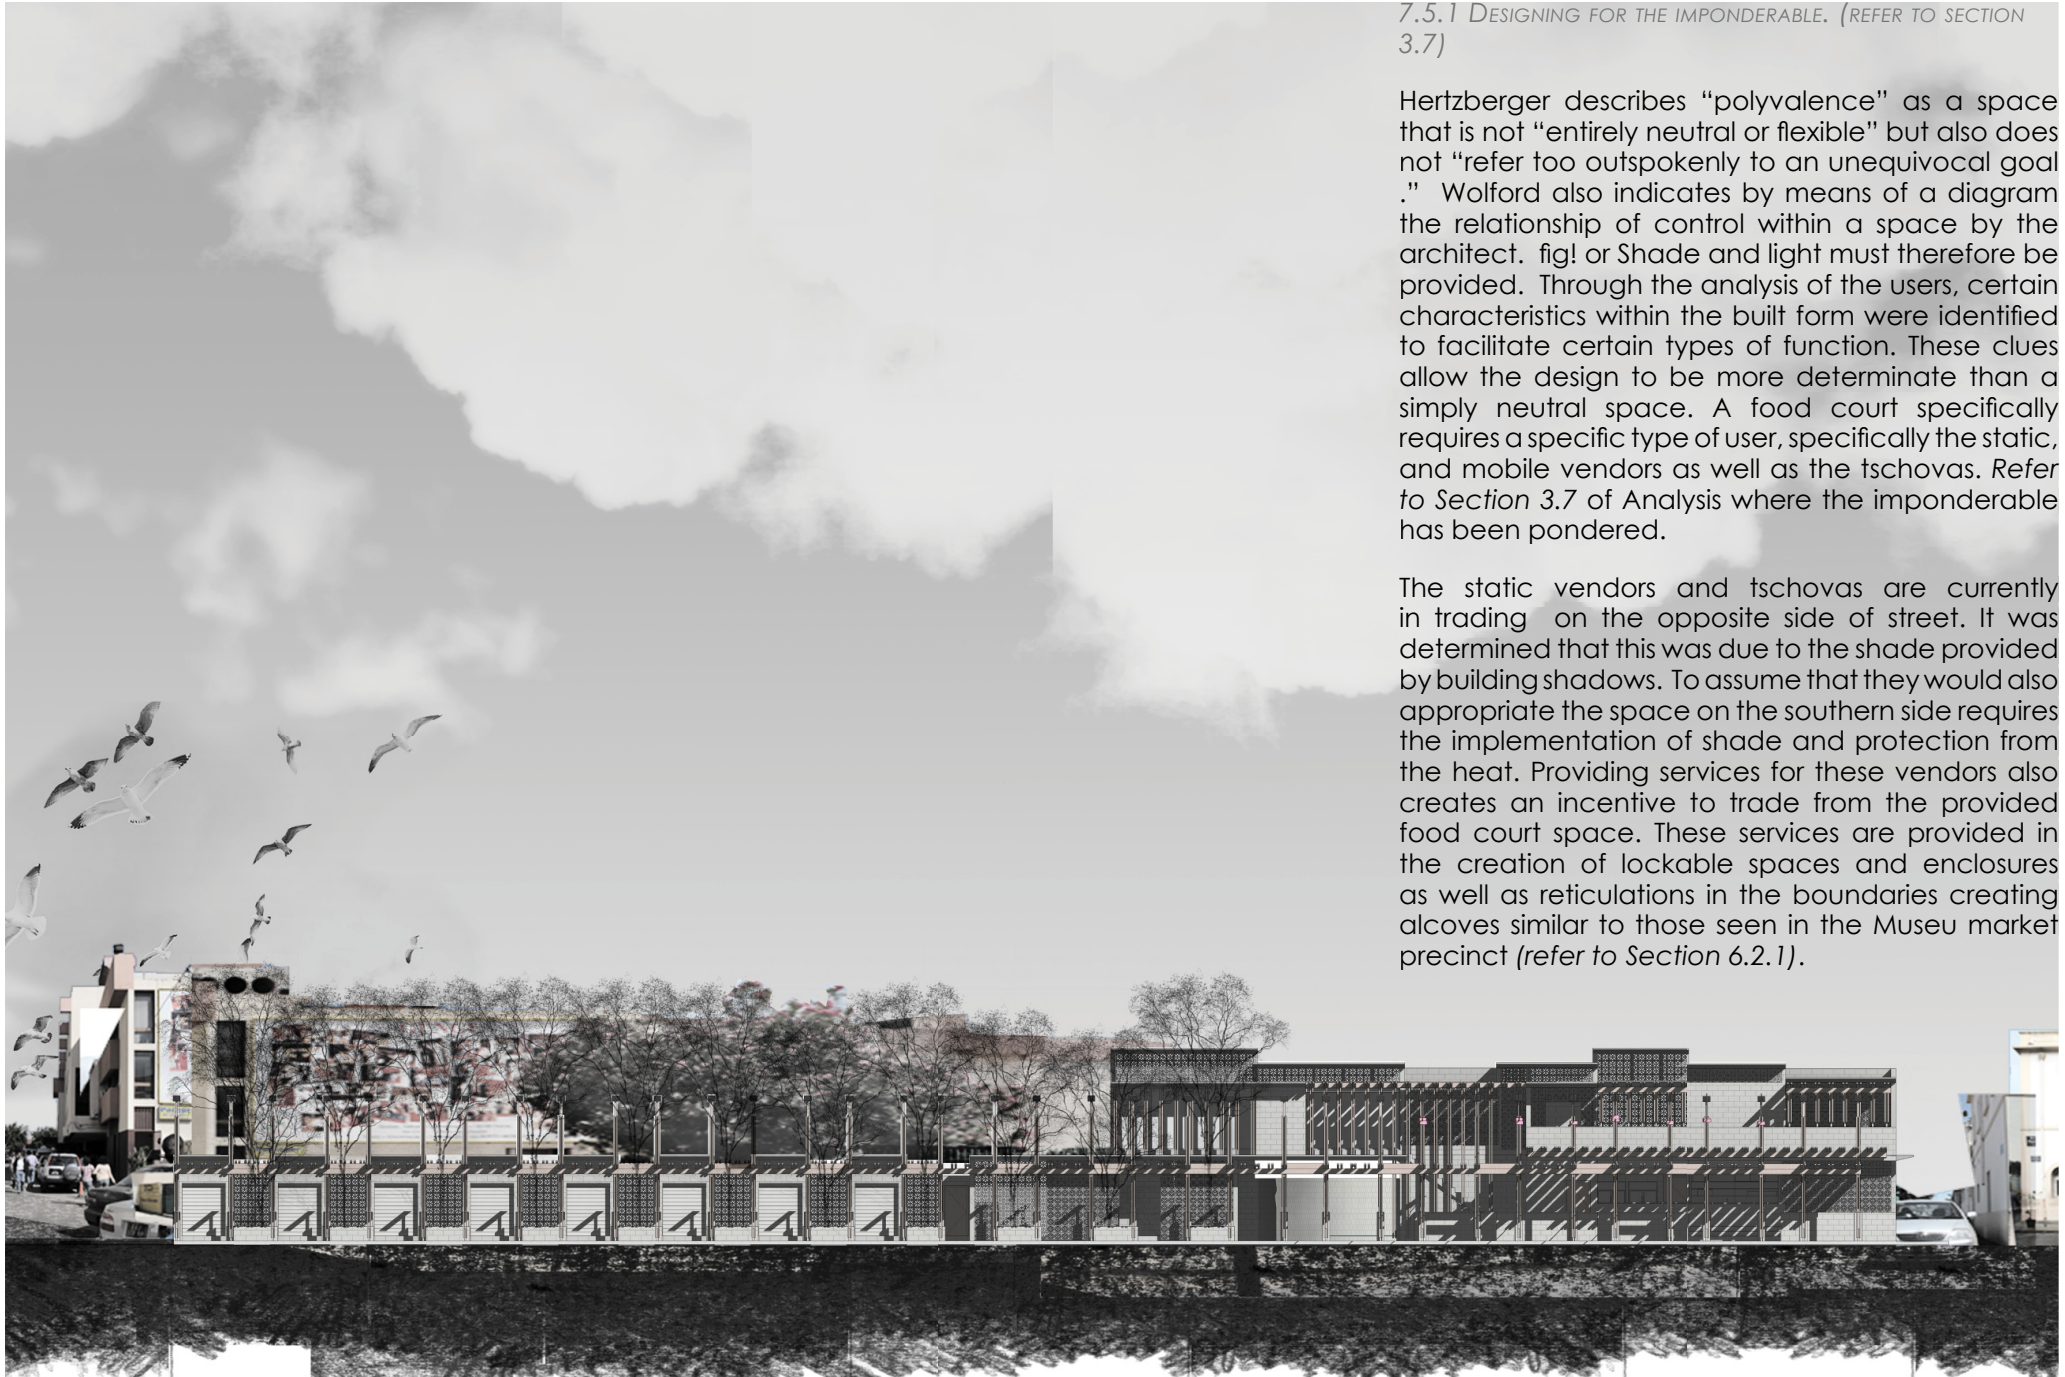 7.5.1 Designing for the imponderable. (refer to section
3.7)
Hertzberger describes “polyvalence” as a space
that is not “entirely neutral or flexible” but also does
not “refer too outspokenly to an unequivocal goal
.”  Wolford also indicates by means of a diagram
the relationship of control within a space by the
architect.  fig! or Shade and light must therefore be
provided.  Through the analysis of the users, certain
characteristics within the built form were identified
to facilitate certain types of function. These clues
allow the design to be more determinate than a
simply neutral space. A food court specifically
requires a specific type of user, specifically the static,
and mobile vendors as well as the tschovas. Refer
to Section 3.7 of Analysis where the imponderable
has been pondered.
The static vendors and tschovas are currently
in trading  on the opposite side of street. It was
determined that this was due to the shade provided
by building shadows. To assume that they would also
appropriate the space on the southern side requires
the implementation of shade and protection from
the heat. Providing services for these vendors also
creates an incentive to trade from the provided
food court space. These services are provided in
the creation of lockable spaces and enclosures
as well as reticulations in the boundaries creating
alcoves similar to those seen in the Museu market
precinct (refer to Section 6.2.1).